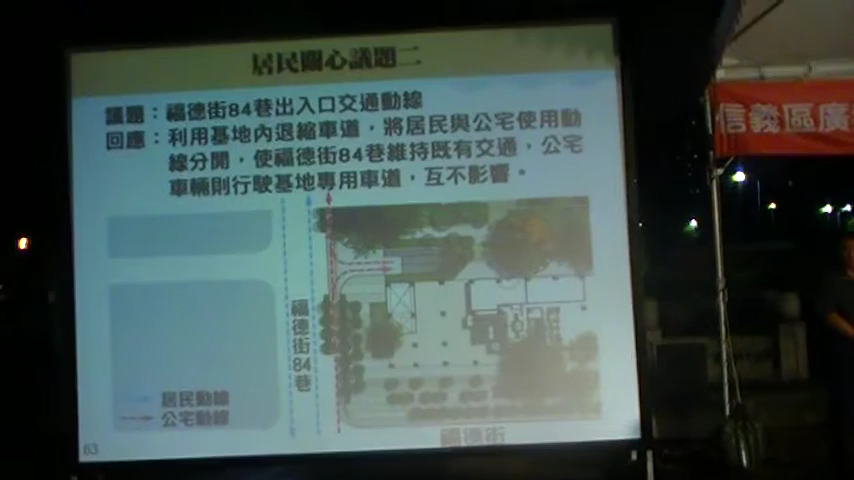 居民關心議題二
議題：福德街84巷出入口交通動線
回應：利用基地內退縮車道，將居民與公宅使用動
線分開，使福德街84巷維持既有交通，公宅
車輛則行駛基地專用車道，互不影響。
福德街84巷
居民動線
公宅動線
福德街
63
信義區廣